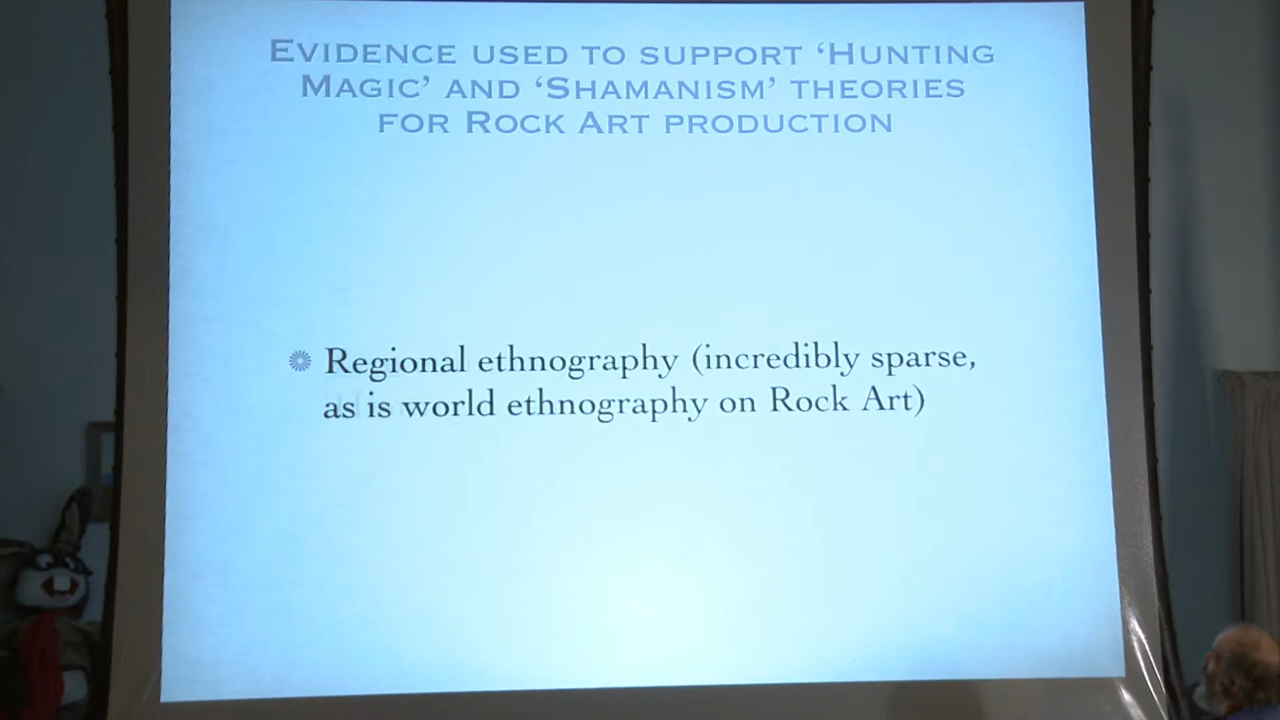 Evidence used to support ‘Hunting
Magic’ and ‘Shamanism’ theories
for Rock Art production
Regional ethnography (incredibly sparse,
as is world ethnography on Rock Art)